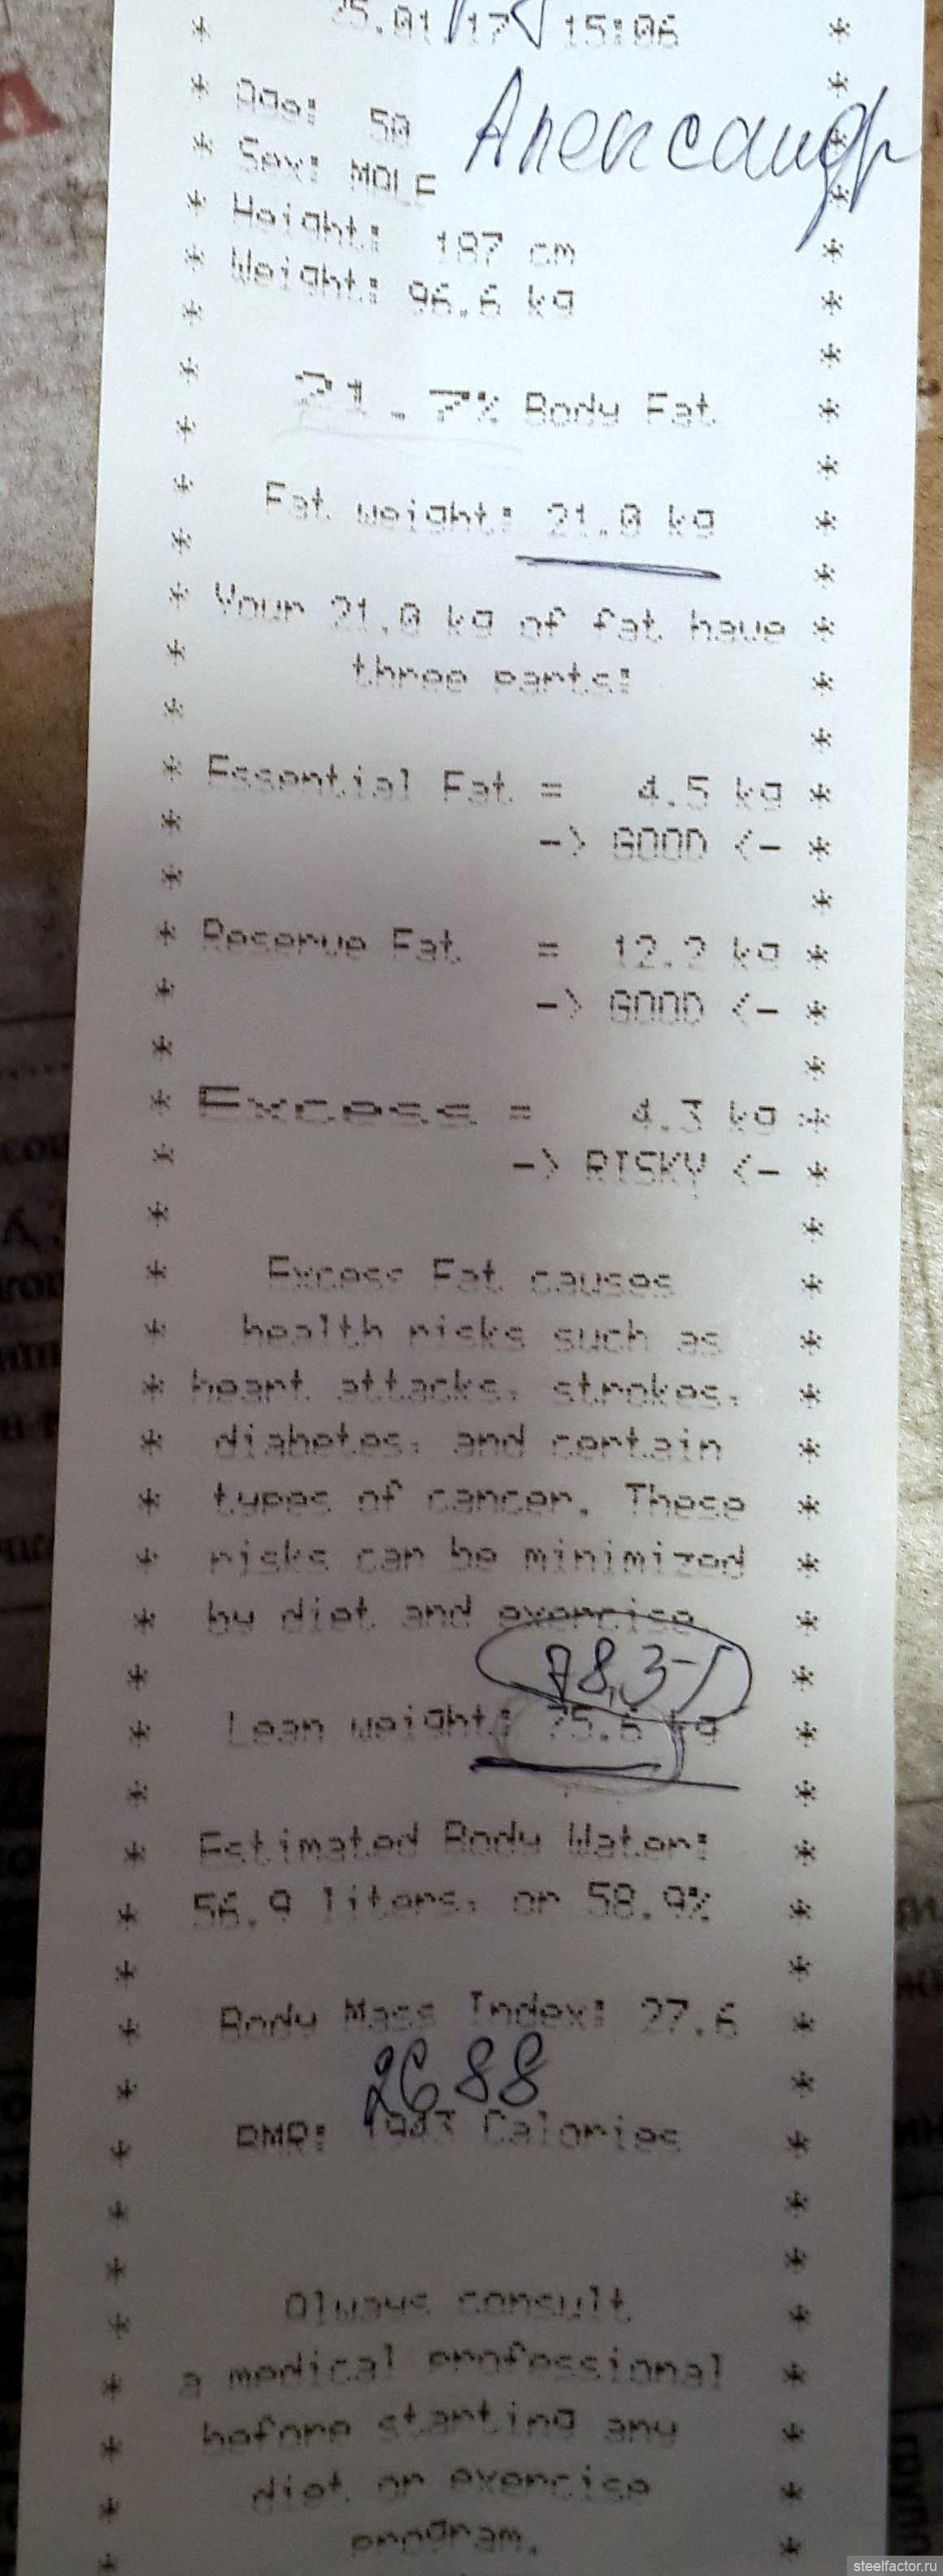 25.01.17 15:06
Age: 50
Александр
Sex: MALE
Height: 187 cm
Weight: 96.6 kg
21.7% Body Fat
Fat weight: 21.0 kg
Your 21.0 kg of fat have
three parts:
Essential Fat = 4.5 kg
-> GOOD <-
Reserve Fat = 12.2 kg
-> GOOD <-
Excess = 4.3 kg
-> RISKY <-
Excess Fat causes
health risks such as
heart attacks, strokes,
diabetes, and certain
types of cancer. These
risks can be minimized
by diet and exercise.
78,3
Lean weight: 75.6 kg
Estimated Body Water:
56.9 liters, or 58.9%
Body Mass Index: 27.6
2688
BMR: 1943 Calories
Always consult
a medical professional
before starting any
diet or exercise
program.
steelfactor.ru